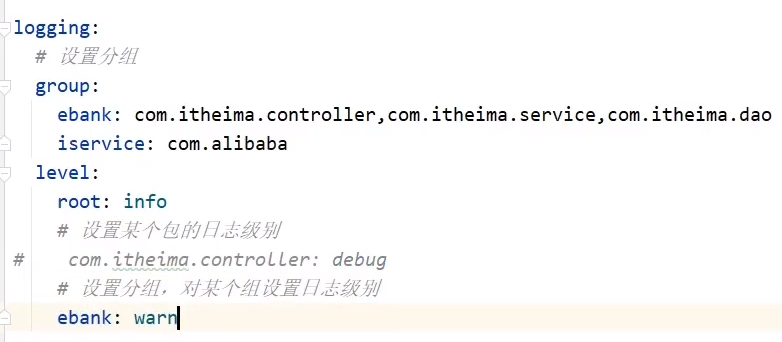 logging:
  # 设置分组
  group:
    ebank: com.itheima.controller,com.itheima.service,com.itheima.dao
    iservice: com.alibaba
  level:
    root: info
    # 设置某个包的日志级别
#    com.itheima.controller: debug
    # 设置分组，对某个组设置日志级别
    ebank: warn